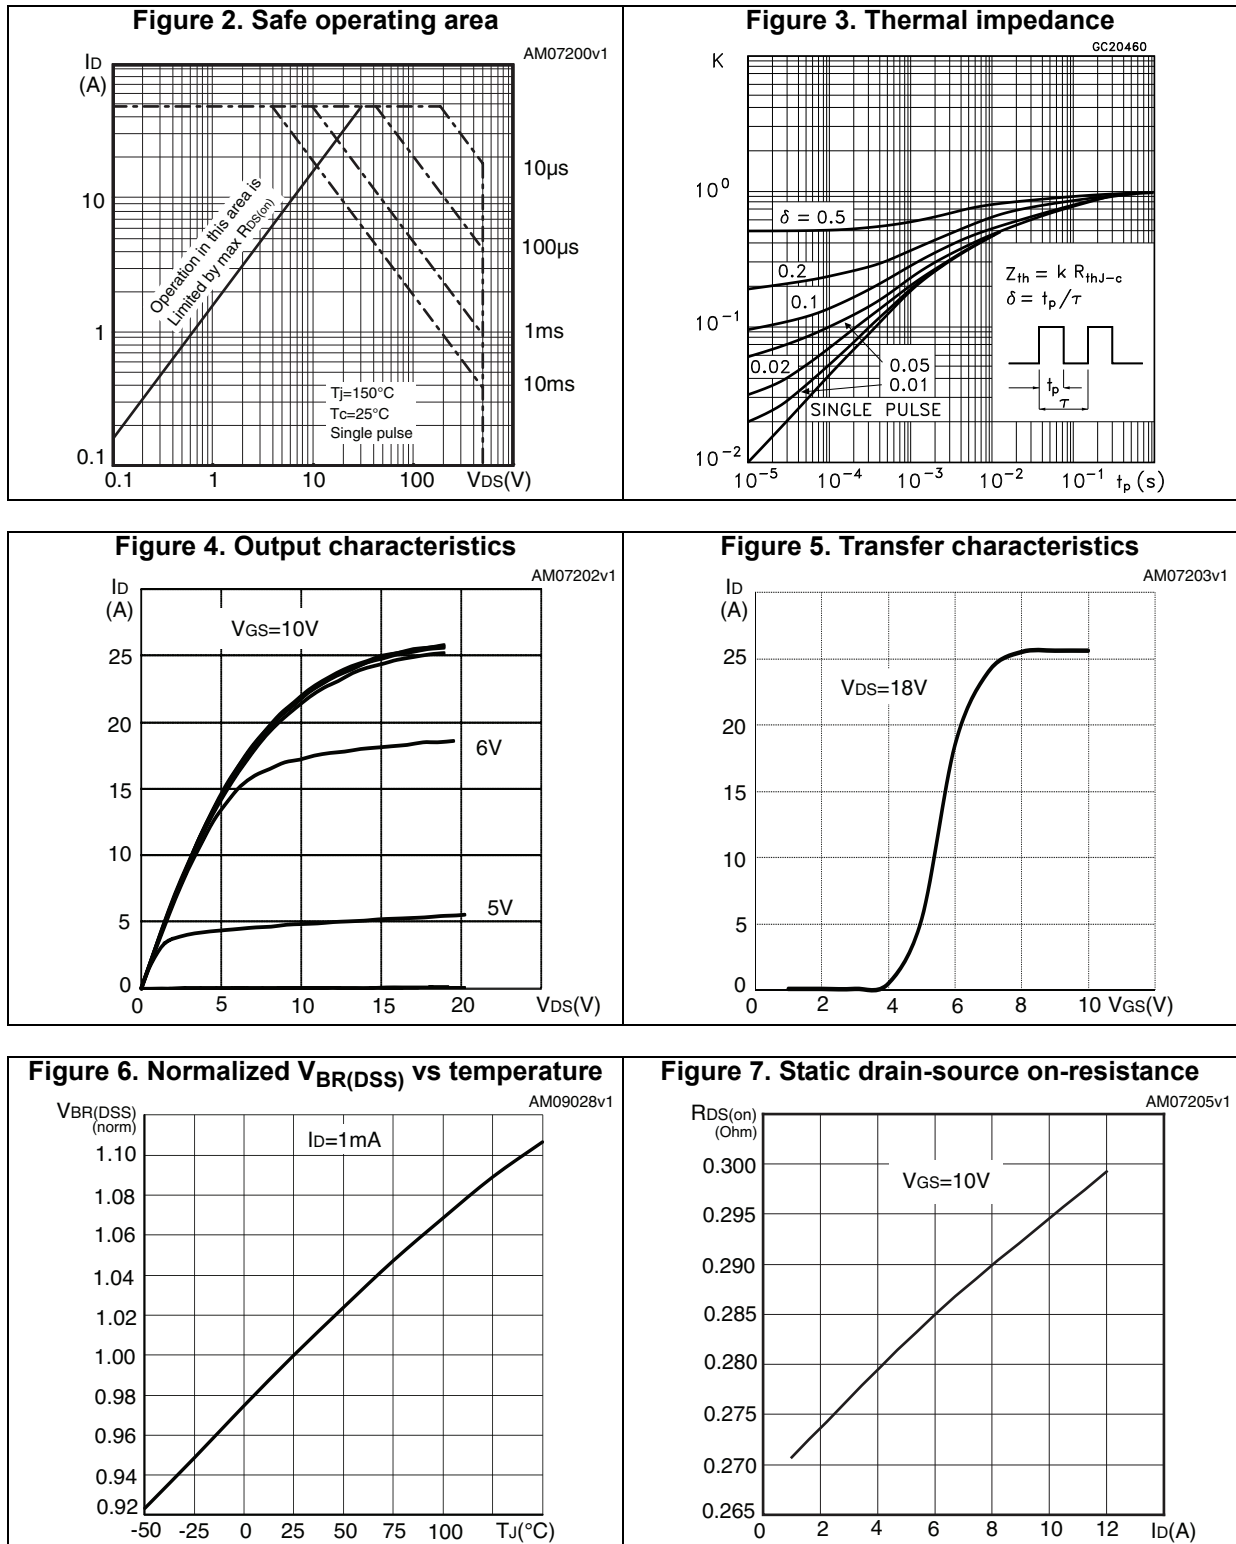 Figure 2. Safe operating area
AM07200v1
ID
(A)
10
1
0.1
0.1 1 10 100 VDS(V)
Operation in this area is
Limited by max RDS(on)
10µs
100µs
1ms
10ms
Tj=150°C
Tc=25°C
Single pulse
Figure 3. Thermal impedance
GC20460
K
10⁰
10⁻¹
10⁻²
10⁻⁵ 10⁻⁴ 10⁻³ 10⁻² 10⁻¹ tp (s)
δ = 0.5
0.2
0.1
0.02
0.05
0.01
SINGLE PULSE
Zth = k RthJ-c
δ = tp/τ
tp
τ
Figure 4. Output characteristics
AM07202v1
ID
(A)
VGS=10V
25
20
6V
15
10
5
5V
0
0 5 10 15 20 VDS(V)
Figure 5. Transfer characteristics
AM07203v1
ID
(A)
25
VDS=18V
20
15
10
5
0
0 2 4 6 8 10 VGS(V)
Figure 6. Normalized VBR(DSS) vs temperature
AM09028v1
VBR(DSS)
(norm)
ID=1mA
1.10
1.08
1.06
1.04
1.02
1.00
0.98
0.96
0.94
0.92
-50 -25 0 25 50 75 100 TJ(°C)
Figure 7. Static drain-source on-resistance
AM07205v1
RDS(on)
(Ohm)
0.300
VGS=10V
0.295
0.290
0.285
0.280
0.275
0.270
0.265
0 2 4 6 8 10 12 ID(A)